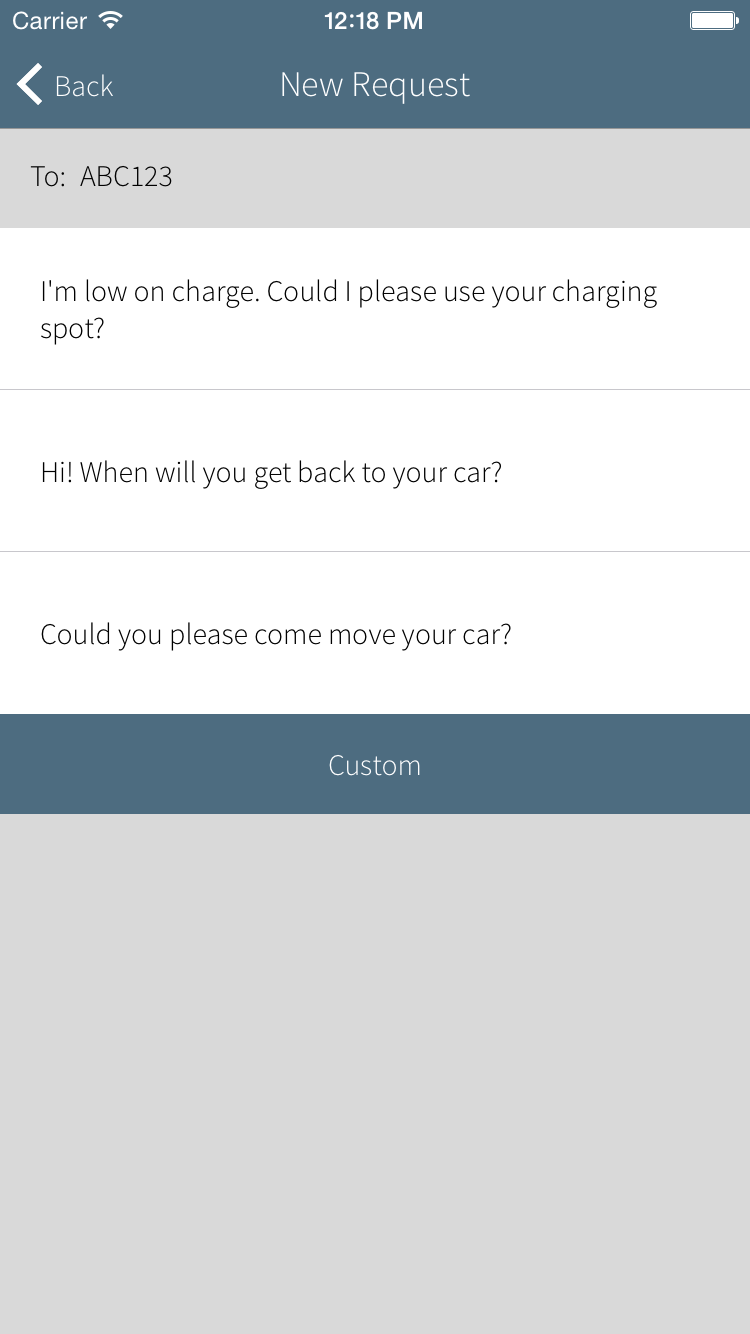 Carrier 12:18 PM
Back New Request
To: ABC123
I'm low on charge. Could I please use your charging
spot?
Hi! When will you get back to your car?
Could you please come move your car?
Custom